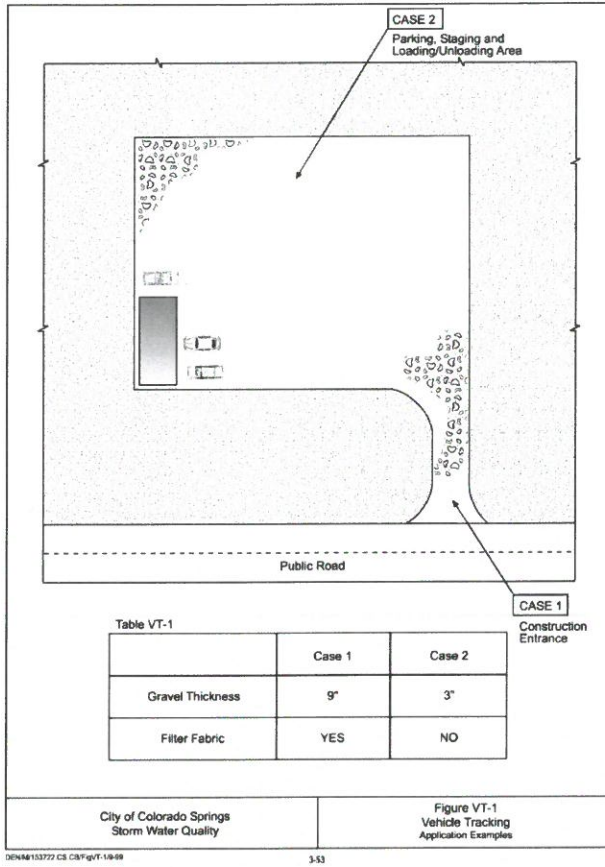 CASE 2
Parking, Staging and
Loading/Unloading Area
Public Road
CASE 1
Construction
Entrance
Table VT-1
Case 1 Case 2
Gravel Thickness 9" 3"
Filter Fabric YES NO
City of Colorado Springs
Storm Water Quality
Figure VT-1
Vehicle Tracking
Application Examples
3-53